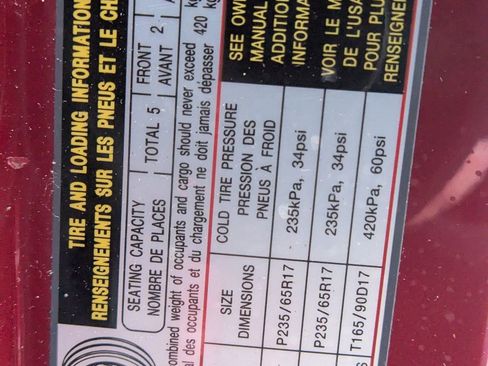 TIRE AND LOADING INFORMATION
RENSEIGNEMENTS SUR LES PNEUS ET LE CH
SEATING CAPACITY
NOMBRE DE PLACES
TOTAL 5
FRONT
AVANT 2
ombined weight of occupants and cargo should never exceed
al des occupants et du chargement ne doit jamais dépasser
420 kg
SIZE
DIMENSIONS
COLD TIRE PRESSURE
PRESSION DES
PNEUS À FROID
P235/65R17
235kPa, 34psi
P235/65R17
235kPa, 34psi
T165/90D17
420kPa, 60psi
SEE OWN
MANUAL
ADDITION
INFORMA
VOIR LE M
DE L'USA
POUR PLU
RENSEIGNE